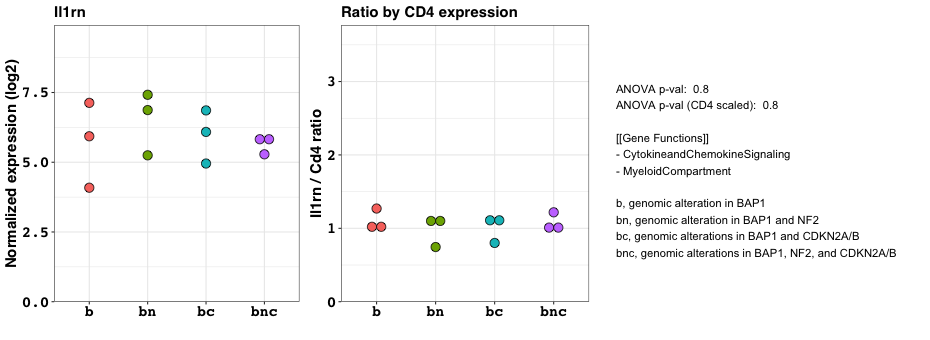 Il1rn
Normalized expression (log2)
7.5
5.0
2.5
0.0
b bn bc bnc
Ratio by CD4 expression
Il1rn / Cd4 ratio
3
2
1
0
b bn bc bnc
ANOVA p-val: 0.8
ANOVA p-val (CD4 scaled): 0.8
[[Gene Functions]]
- CytokineandChemokineSignaling
- MyeloidCompartment
b, genomic alteration in BAP1
bn, genomic alteration in BAP1 and NF2
bc, genomic alterations in BAP1 and CDKN2A/B
bnc, genomic alterations in BAP1, NF2, and CDKN2A/B